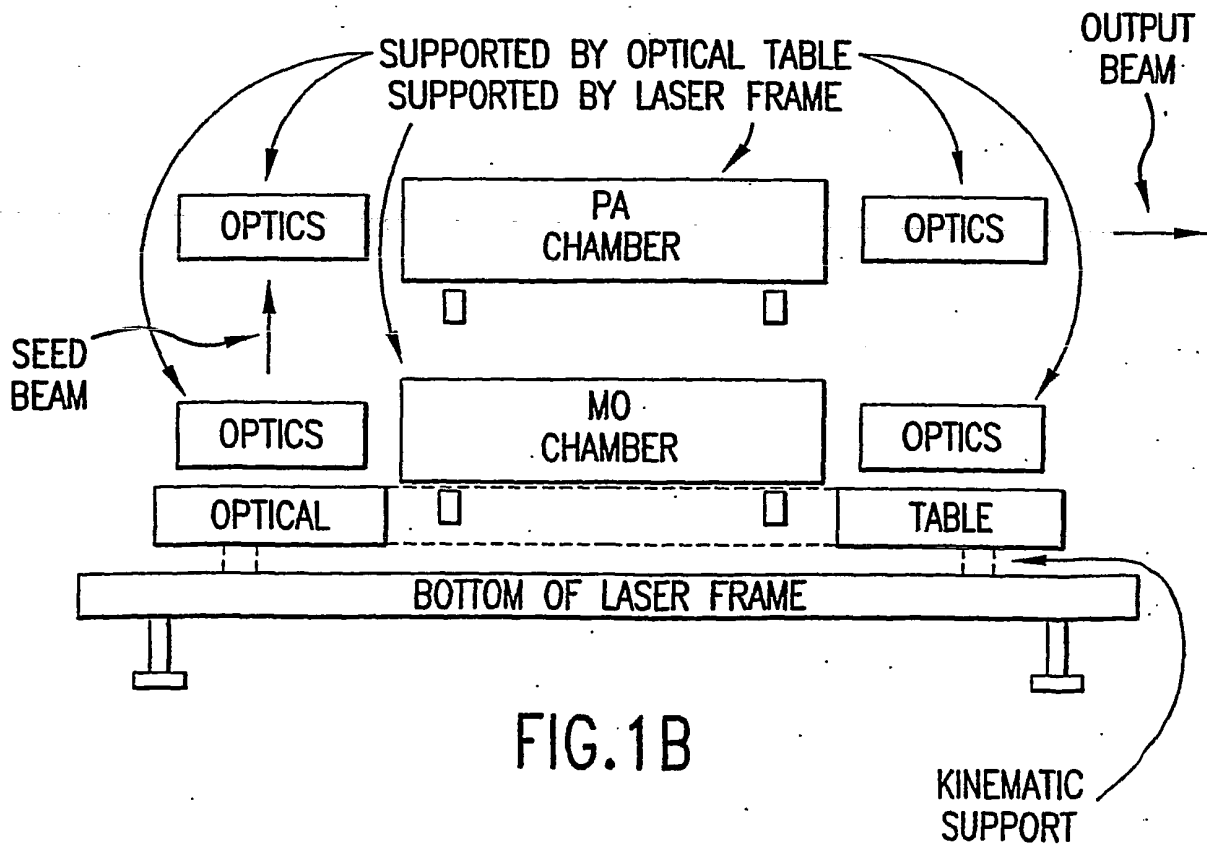 OUTPUT
BEAM
SUPPORTED BY OPTICAL TABLE
SUPPORTED BY LASER FRAME
OPTICS
PA
CHAMBER
OPTICS
SEED
BEAM
OPTICS
MO
CHAMBER
OPTICS
OPTICAL
TABLE
BOTTOM OF LASER FRAME
FIG.1B
KINEMATIC
SUPPORT